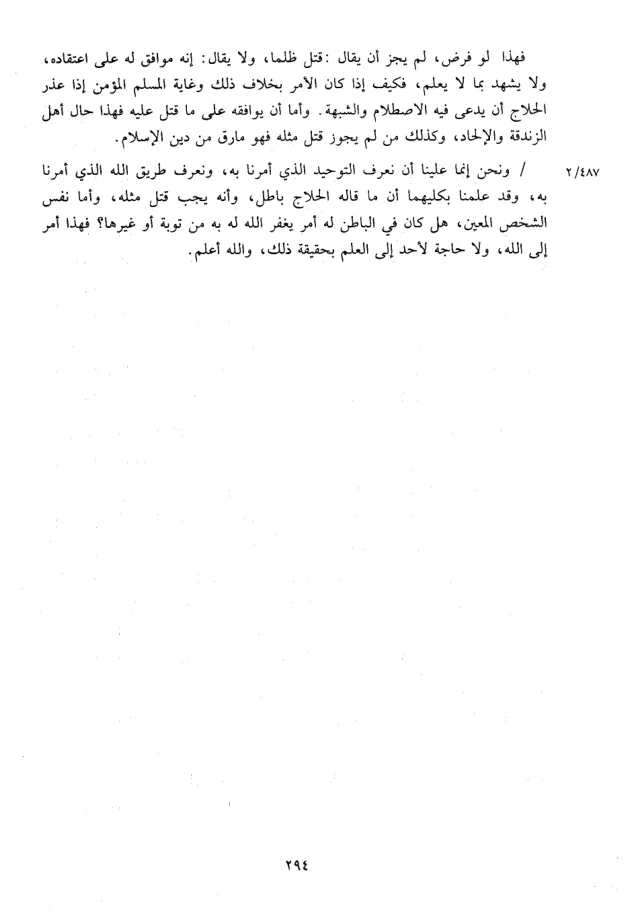 فهذا لو فرض، لم يجز أن يقال :قتل ظلما، ولا يقال: إنه موافق له على اعتقاده،
ولا يشهد بما لا يعلم، فكيف إذا كان الأمر بخلاف ذلك وغاية المسلم المؤمن إذا عذر
الحلاج أن يدعى فيه الاصطلام والشبهة. وأما أن يوافقه على ما قتل عليه فهذا حال أهل
الزندقة والإلحاد، وكذلك من لم يجوز قتل مثله فهو مارق من دين الإسلام.
٢/٤٨٧ / ونحن إنما علينا أن نعرف التوحيد الذي أمرنا به، ونعرف طريق الله الذي أمرنا
به، وقد علمنا بكليهما أن ما قاله الحلاج باطل، وأنه يجب قتل مثله، وأما نفس
الشخص المعين، هل كان في الباطن له أمر يغفر الله له به من توبة أو غيرها؟ فهذا أمر
إلى الله، ولا حاجة لأحد إلى العلم بحقيقة ذلك، والله أعلم.
٢٩٤